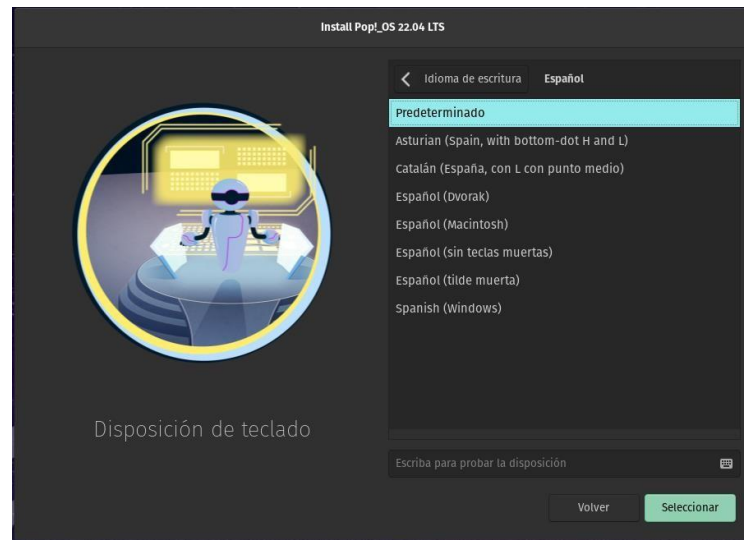 Install Pop!_OS 22.04 LTS
Idioma de escritura Español
Predeterminado
Asturian (Spain, with bottom-dot H and L)
Catalán (España, con L con punto medio)
Español (Dvorak)
Español (Macintosh)
Español (sin teclas muertas)
Español (tilde muerta)
Spanish (Windows)
Disposición de teclado
Escriba para probar la disposición
Volver Seleccionar